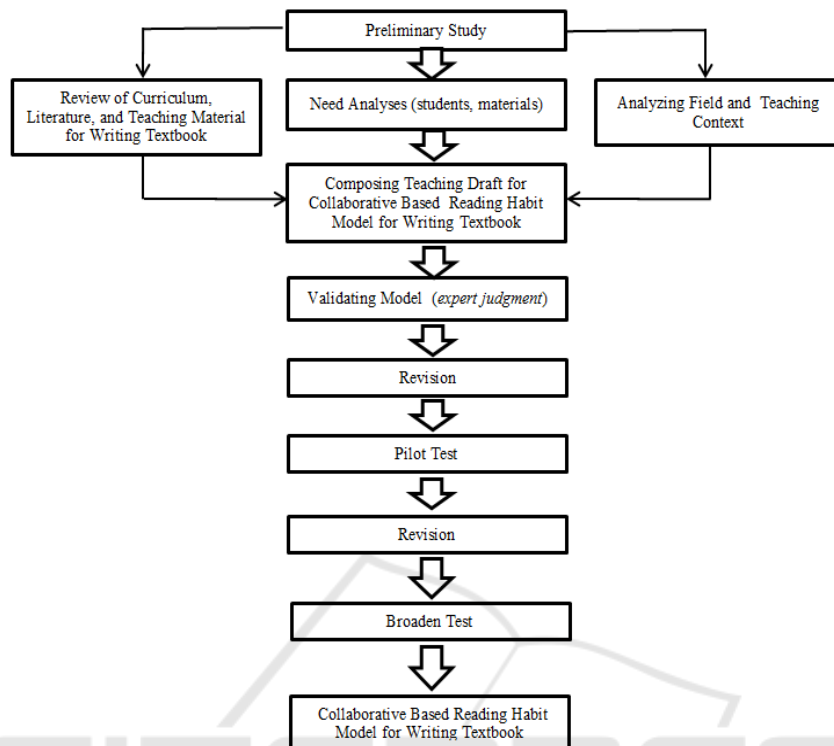 Preliminary Study
Review of Curriculum,
Literature, and Teaching Material
for Writing Textbook
Need Analyses (students, materials)
Analyzing Field and Teaching
Context
Composing Teaching Draft for
Collaborative Based Reading Habit
Model for Writing Textbook
Validating Model (expert judgment)
Revision
Pilot Test
Revision
Broaden Test
Collaborative Based Reading Habit
Model for Writing Textbook